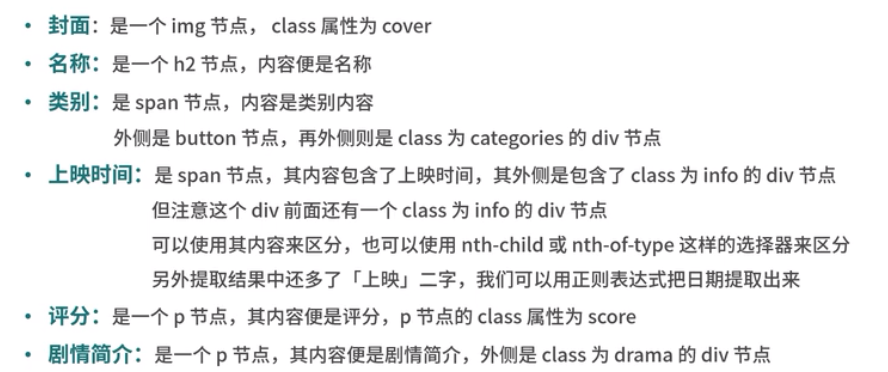 • 封面：是一个 img 节点， class 属性为 cover
• 名称：是一个 h2 节点，内容便是名称
• 类别：是 span 节点，内容是类别内容
外侧是 button 节点，再外侧则是 class 为 categories 的 div 节点
• 上映时间：是 span 节点，其内容包含了上映时间，其外侧是包含了 class 为 info 的 div 节点
但注意这个 div 前面还有一个 class 为 info 的 div 节点
可以使用其内容来区分，也可以使用 nth-child 或 nth-of-type 这样的选择器来区分
另外提取结果中还多了「上映」二字，我们可以用正则表达式把日期提取出来
• 评分：是一个 p 节点，其内容便是评分，p 节点的 class 属性为 score
• 剧情简介：是一个 p 节点，其内容便是剧情简介，外侧是 class 为 drama 的 div 节点